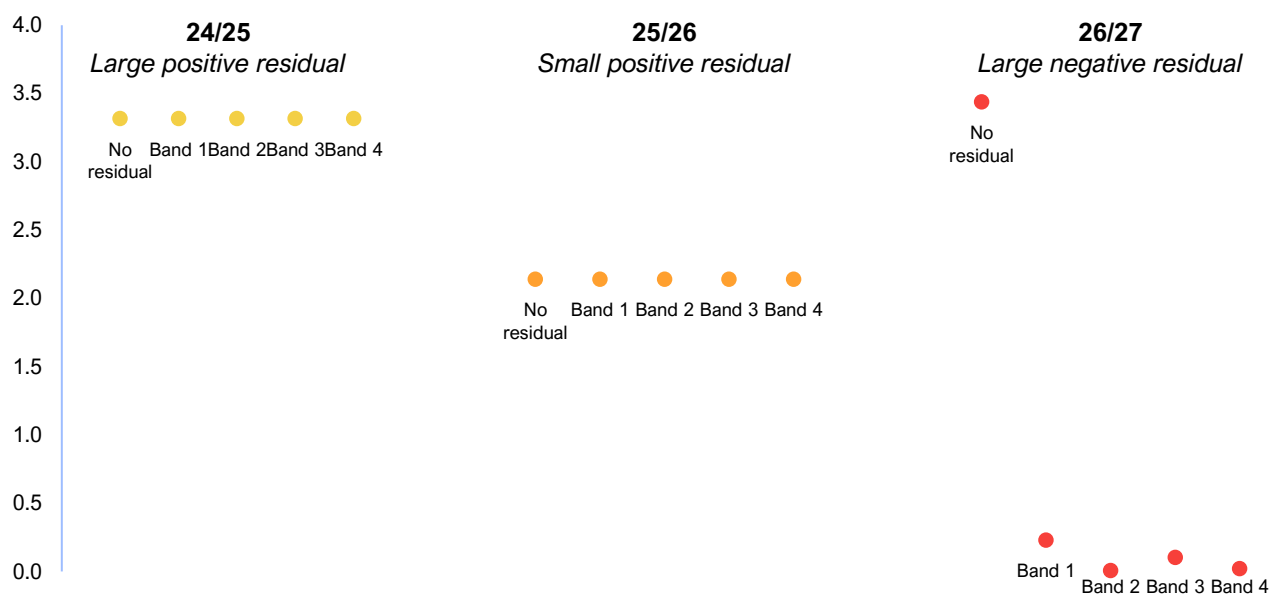 4.0
3.5
3.0
2.5
2.0
1.5
1.0
0.5
0.0
24/25
Large positive residual
No
residual
Band 1
Band 2
Band 3
Band 4
25/26
Small positive residual
No
residual
Band 1
Band 2
Band 3
Band 4
26/27
Large negative residual
No
residual
Band 1
Band 2
Band 3
Band 4